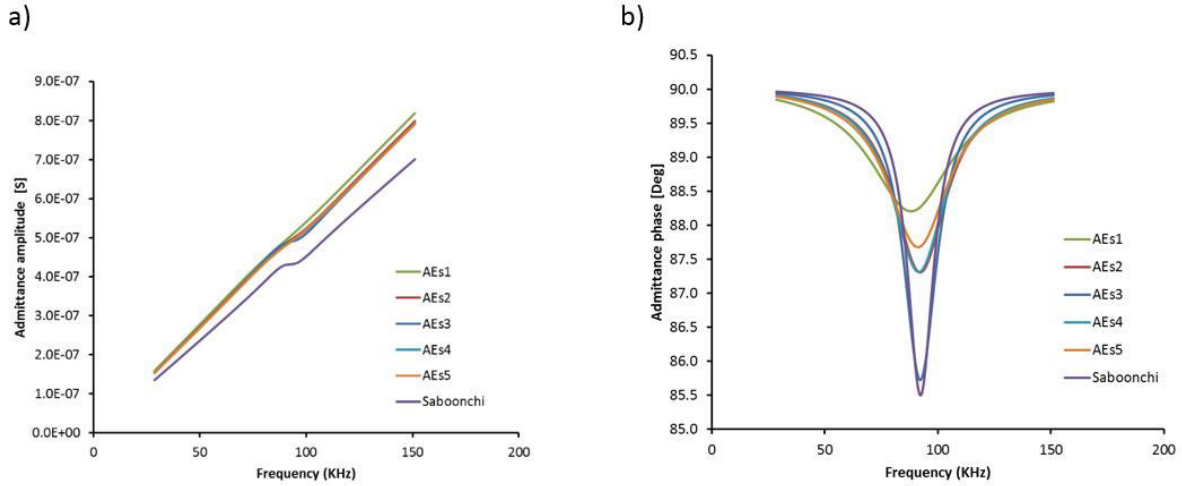 a)
9.0E-07
8.0E-07
7.0E-07
6.0E-07
5.0E-07
4.0E-07
3.0E-07
2.0E-07
1.0E-07
0.0E+00
Admittance amplitude [S]
0 50 100 150 200
Frequency (KHz)
AEs1
AEs2
AEs3
AEs4
AEs5
Saboonchi
b)
90.5
90.0
89.5
89.0
88.5
88.0
87.5
87.0
86.5
86.0
85.5
85.0
Admittance phase [Deg]
0 50 100 150 200
Frequency (KHz)
AEs1
AEs2
AEs3
AEs4
AEs5
Saboonchi